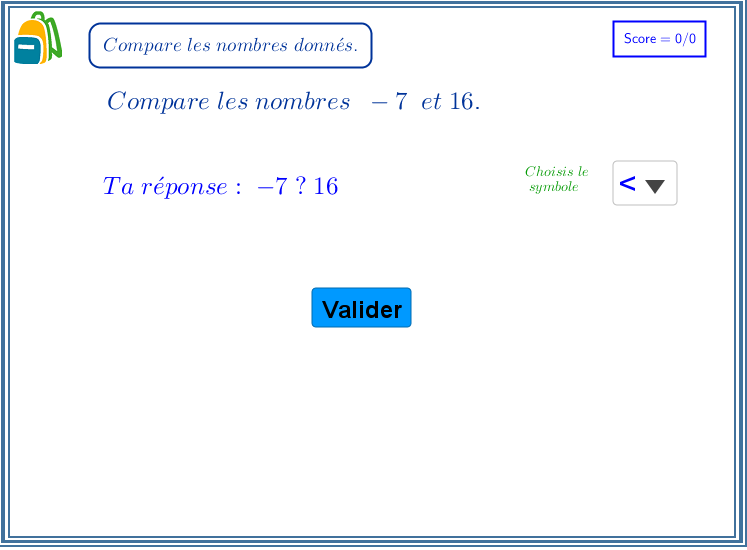 Compare les nombres donnés.
Score = 0/0
Compare les nombres -7 et 16.
Ta réponse : -7 ? 16
Choisis le
symbole
<
Valider